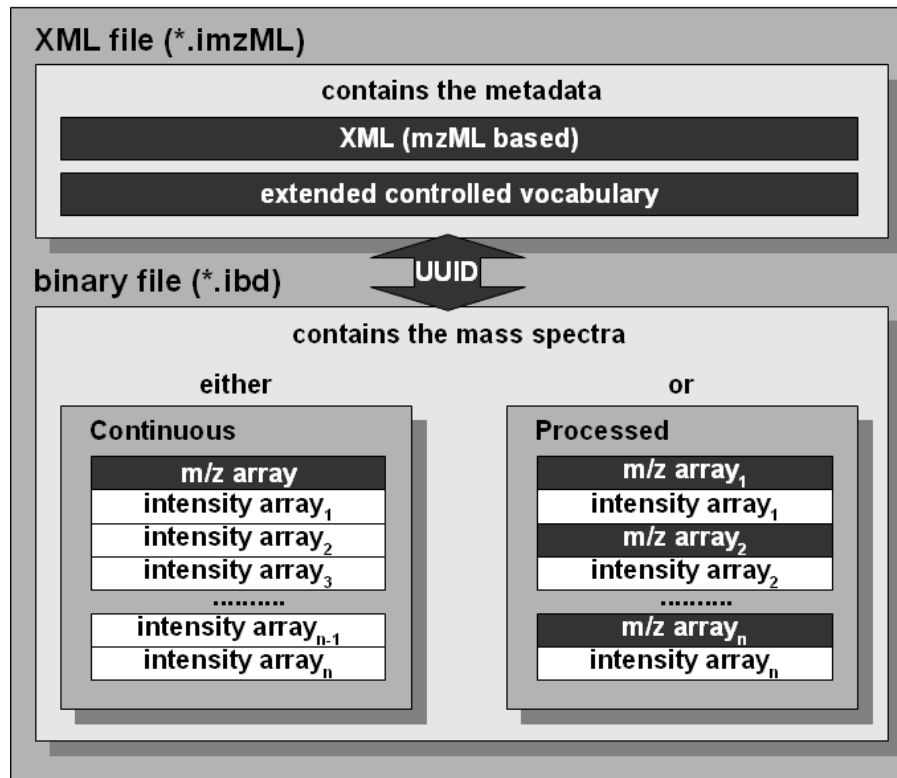 XML file (*.imzML)
contains the metadata
XML (mzML based)
extended controlled vocabulary
UUID
binary file (*.ibd)
contains the mass spectra
either
Continuous
m/z array
intensity array₁
intensity array₂
intensity array₃
..........
intensity arrayₙ₋₁
intensity arrayₙ
or
Processed
m/z array₁
intensity array₁
m/z array₂
intensity array₂
..........
m/z arrayₙ
intensity arrayₙ